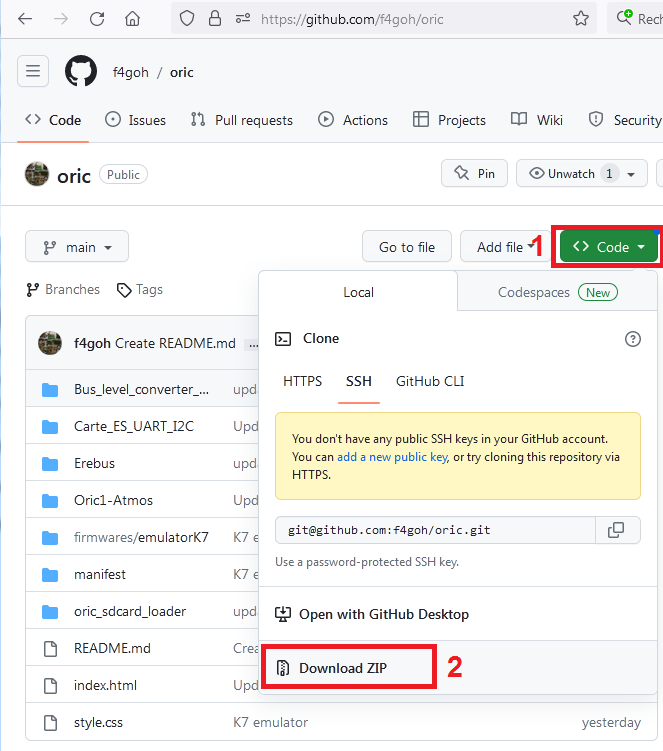 https://github.com/f4goh/oric
Rech
f4goh / oric
Code Issues Pull requests Actions Projects Wiki Security
oric Public Pin Unwatch 1
main Go to file Add file 1 Code
Branches Tags
Local Codespaces New
f4goh Create README.md ...
Clone
HTTPS SSH GitHub CLI
Bus_level_converter_... upd
Carte_ES_UART_I2C Upd
Erebus upd
Oric1-Atmos upd
firmwares/emulatorK7 K7 e
manifest K7 e
oric_sdcard_loader upd
README.md Crea
index.html Upd
style.css K7 emulator yesterday
You don't have any public SSH keys in your GitHub account.
You can add a new public key, or try cloning this repository via
HTTPS.
git@github.com:f4goh/oric.git
Use a password-protected SSH key.
Open with GitHub Desktop
Download ZIP 2